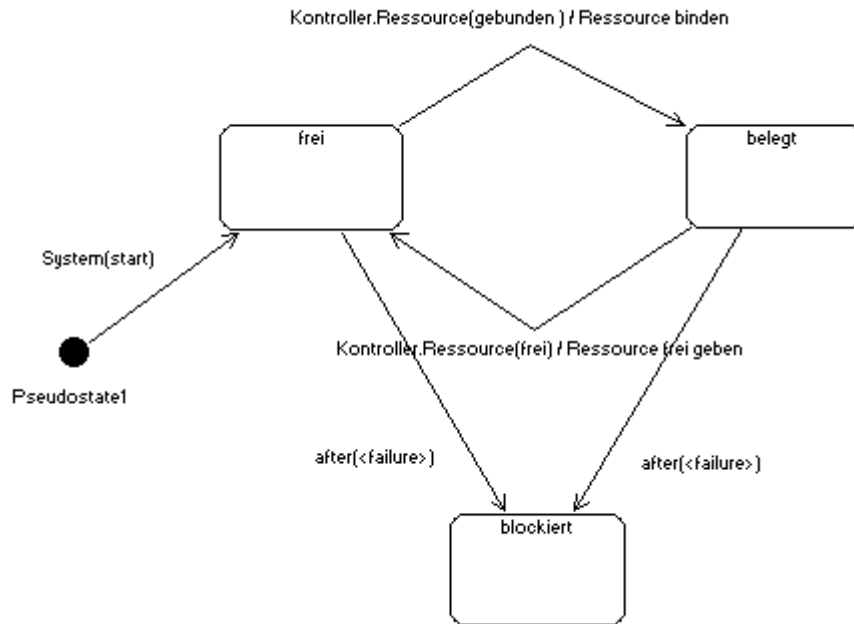 Kontroller.Ressource(gebunden ) / Ressource binden
frei
belegt
System(start)
Kontroller.Ressource(frei) / Ressource frei geben
Pseudostate1
after(<failure>)
after(<failure>)
blockiert